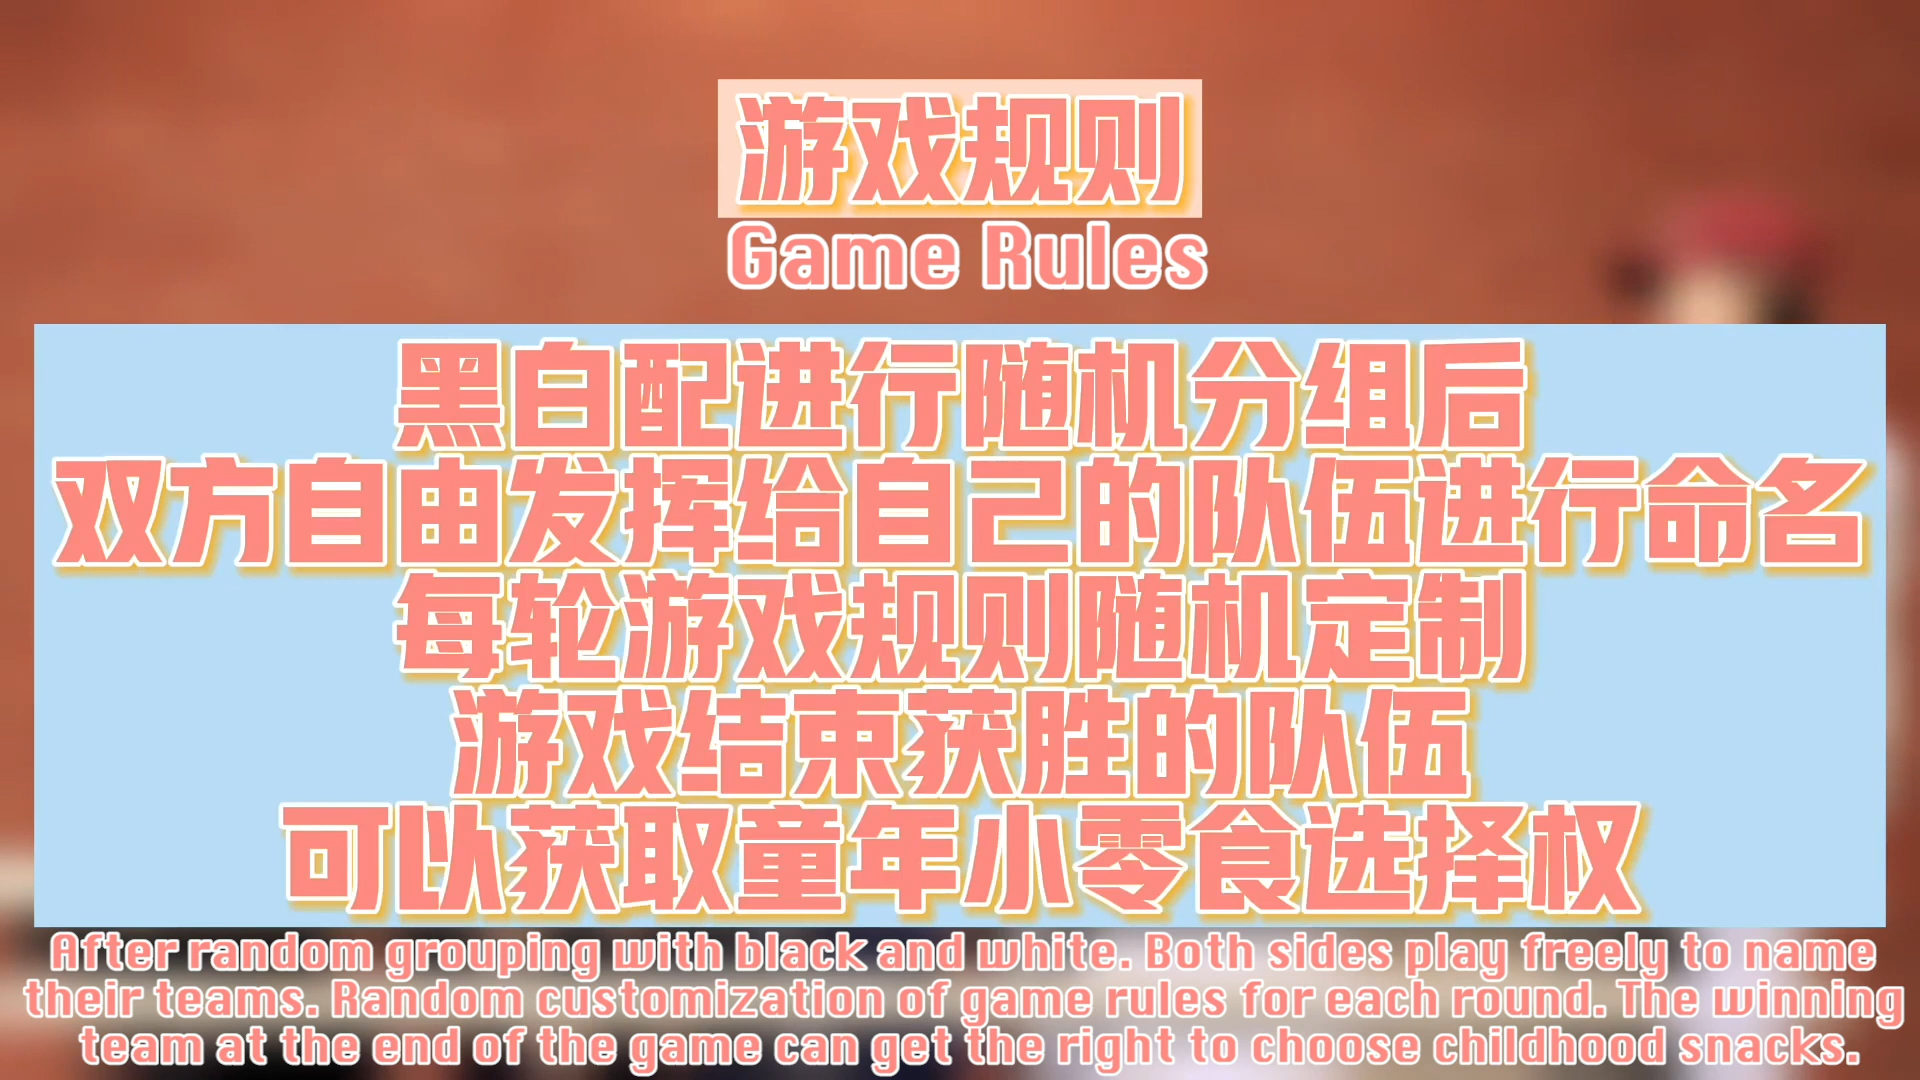 游戏规则
Game Rules
黑白配进行随机分组后
双方自由发挥给自己的队伍进行命名
每轮游戏规则随机定制
游戏结束获胜的队伍
可以获取童年小零食选择权
After random grouping with black and white. Both sides play freely to name
their teams. Random customization of game rules for each round. The winning
team at the end of the game can get the right to choose childhood snacks.